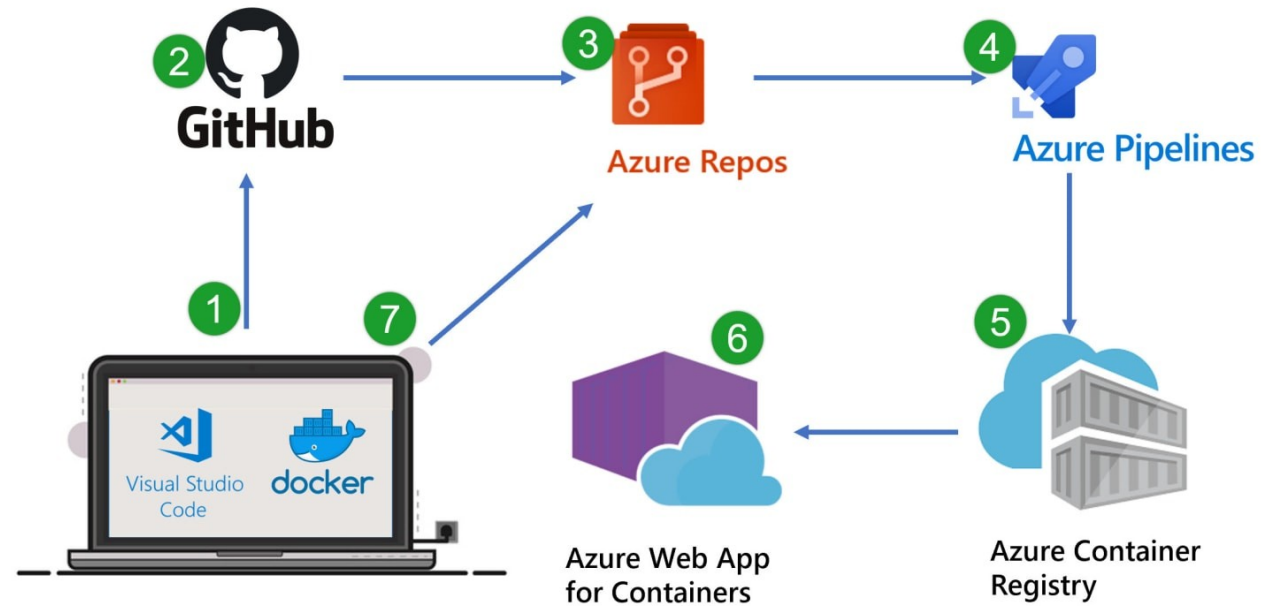 2
GitHub
3
Azure Repos
4
Azure Pipelines
1
7
Visual Studio
Code
docker
6
Azure Web App
for Containers
5
Azure Container
Registry